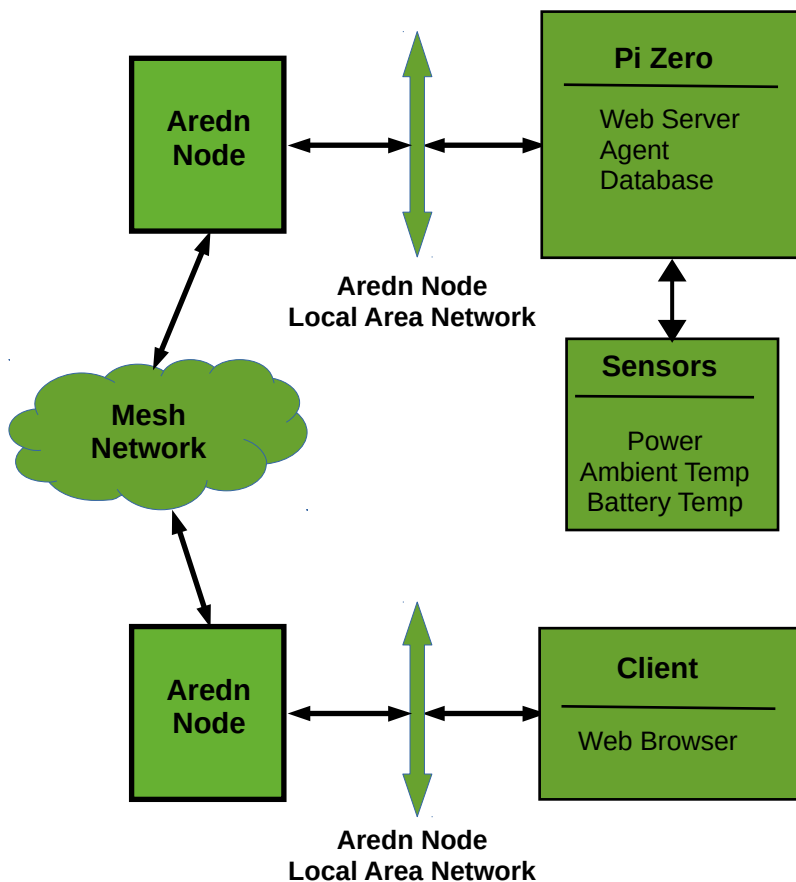 Aredn
Node
Pi Zero
Web Server
Agent
Database
Aredn Node
Local Area Network
Sensors
Power
Ambient Temp
Battery Temp
Mesh
Network
Aredn
Node
Client
Web Browser
Aredn Node
Local Area Network